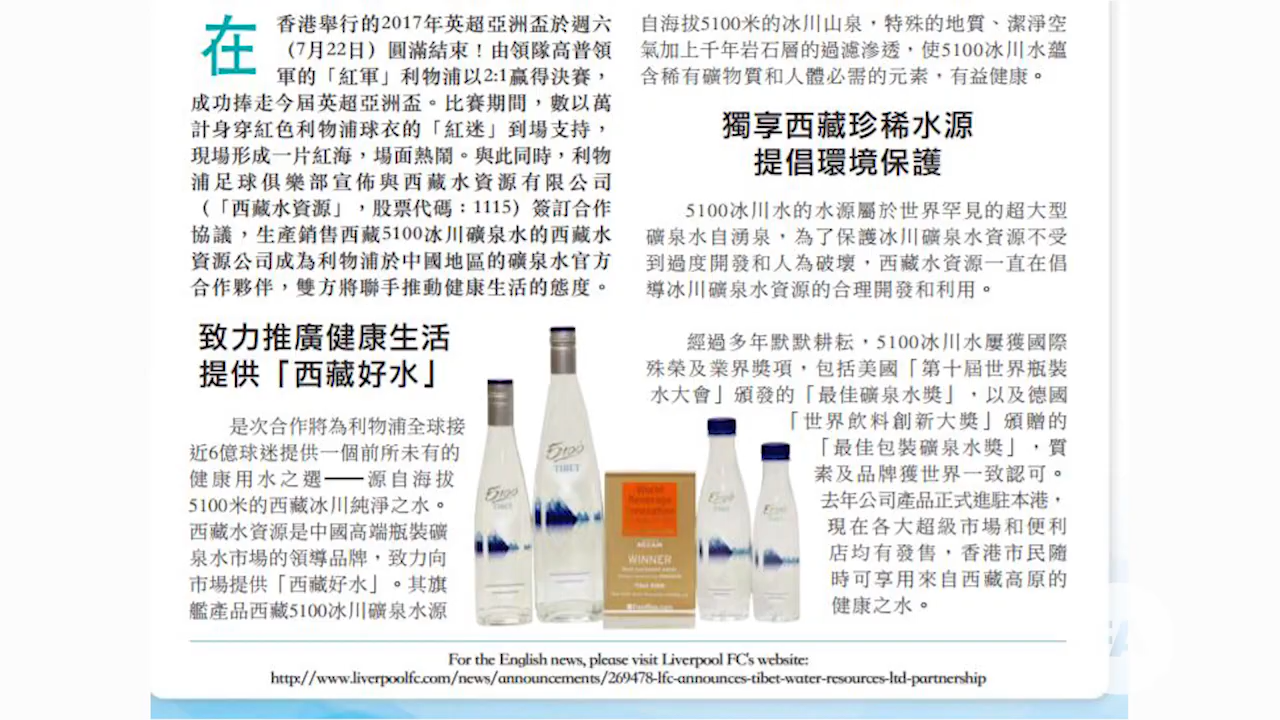 在香港舉行的2017年英超亞洲盃於週六
（7月22日）圓滿結束！由領隊高普領
軍的「紅軍」利物浦以2:1贏得決賽，
成功捧走今屆英超亞洲盃。比賽期間，數以萬
計身穿紅色利物浦球衣的「紅迷」到場支持，
現場形成一片紅海，場面熱鬧。與此同時，利物
浦足球俱樂部宣佈與西藏水資源有限公司
（「西藏水資源」，股票代碼：1115）簽訂合作
協議，生產銷售西藏5100冰川礦泉水的西藏水
資源公司成為利物浦於中國地區的礦泉水官方
合作夥伴，雙方將聯手推動健康生活的態度。
致力推廣健康生活
提供「西藏好水」
是次合作將為利物浦全球接
近6億球迷提供一個前所未有的
健康用水之選——源自海拔
5100米的西藏冰川純淨之水。
西藏水資源是中國高端瓶裝礦
泉水市場的領導品牌，致力向
市場提供「西藏好水」。其旗
艦產品西藏5100冰川礦泉水源
自海拔5100米的冰川山泉，特殊的地質、潔淨空
氣加上千年岩石層的過濾滲透，使5100冰川水蘊
含稀有礦物質和人體必需的元素，有益健康。
獨享西藏珍稀水源
提倡環境保護
5100冰川水的水源屬於世界罕見的超大型
礦泉水自湧泉，為了保護冰川礦泉水資源不受
到過度開發和人為破壞，西藏水資源一直在倡
導冰川礦泉水資源的合理開發和利用。
經過多年默默耕耘，5100冰川水屢獲國際
殊榮及業界獎項，包括美國「第十屆世界瓶裝
水大會」頒發的「最佳礦泉水獎」，以及德國
「世界飲料創新大獎」頒贈的
「最佳包裝礦泉水獎」，質
素及品牌獲世界一致認可。
去年公司產品正式進駐本港，
現在各大超級市場和便利
店均有發售，香港市民隨
時可享用來自西藏高原的
健康之水。
5100
TIBET
5100
TIBET
World
Beverage
Innovation
WINNER
5100
TIBET
5100
TIBET
For the English news, please visit Liverpool FC's website:
http://www.liverpoolfc.com/news/announcements/269478-lfc-announces-tibet-water-resources-ltd-partnership